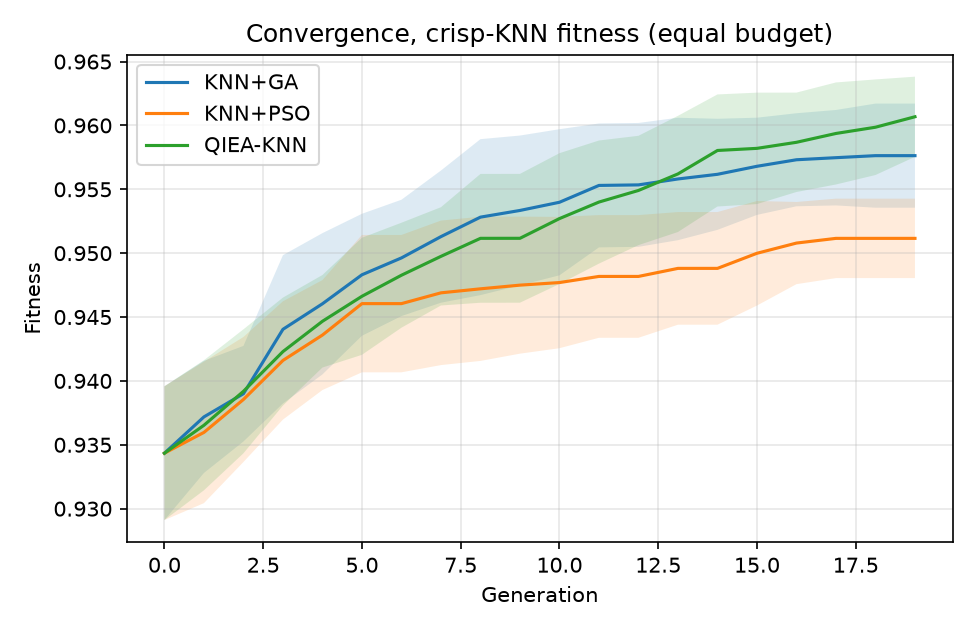 Convergence, crisp-KNN fitness (equal budget)
KNN+GA
KNN+PSO
QIEA-KNN
Fitness
0.965
0.960
0.955
0.950
0.945
0.940
0.935
0.930
0.0 2.5 5.0 7.5 10.0 12.5 15.0 17.5
Generation